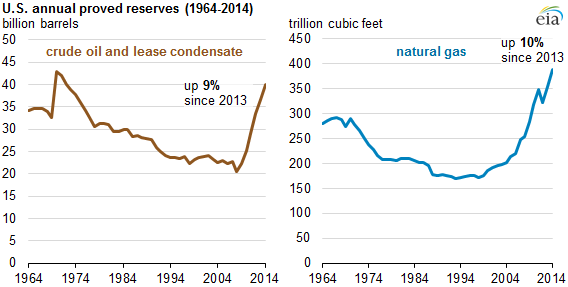 U.S. annual proved reserves (1964-2014)
billion barrels
50
45
40
35
30
25
20
15
10
5
0
crude oil and lease condensate
up 9%
since 2013
1964 1974 1984 1994 2004 2014
trillion cubic feet
eia
450
400
350
300
250
200
150
100
50
0
natural gas
up 10%
since 2013
1964 1974 1984 1994 2004 2014